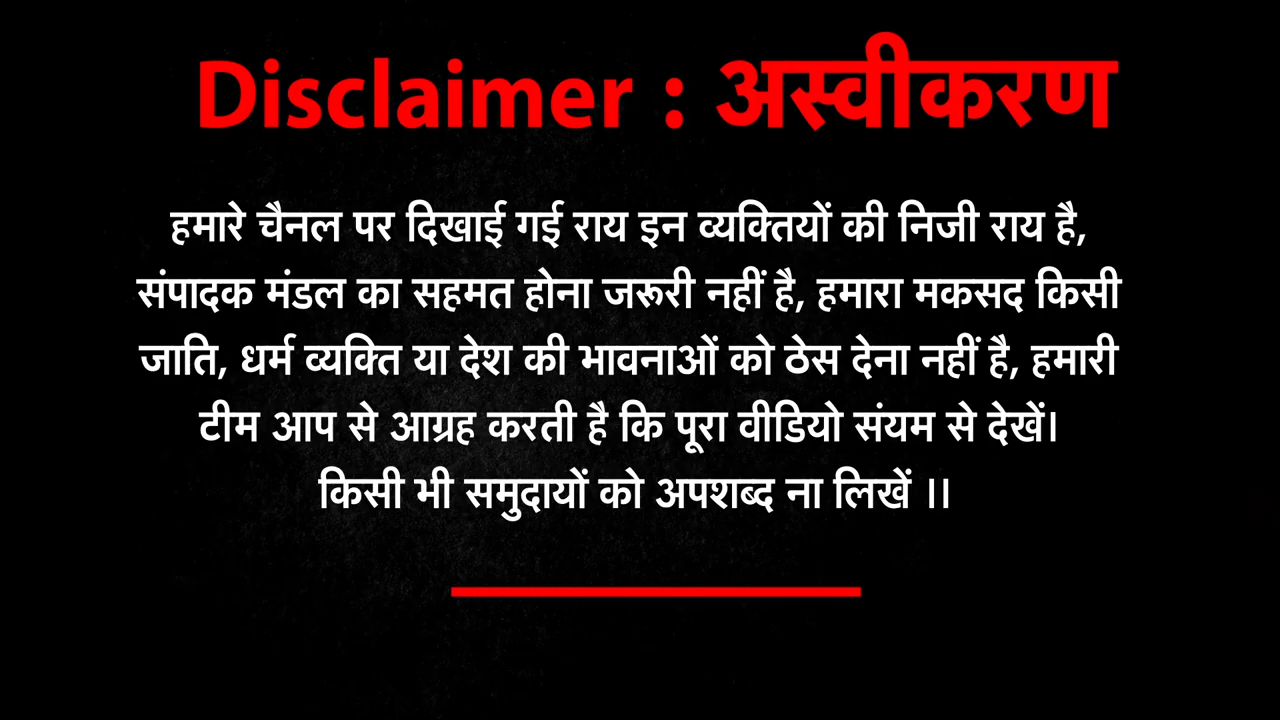 Disclaimer : अस्वीकरण
हमारे चैनल पर दिखाई गई राय इन व्यक्तियों की निजी राय है,
संपादक मंडल का सहमत होना जरूरी नहीं है, हमारा मकसद किसी
जाति, धर्म व्यक्ति या देश की भावनाओं को ठेस देना नहीं है, हमारी
टीम आप से आग्रह करती है कि पूरा वीडियो संयम से देखें।
किसी भी समुदायों को अपशब्द ना लिखें ।।